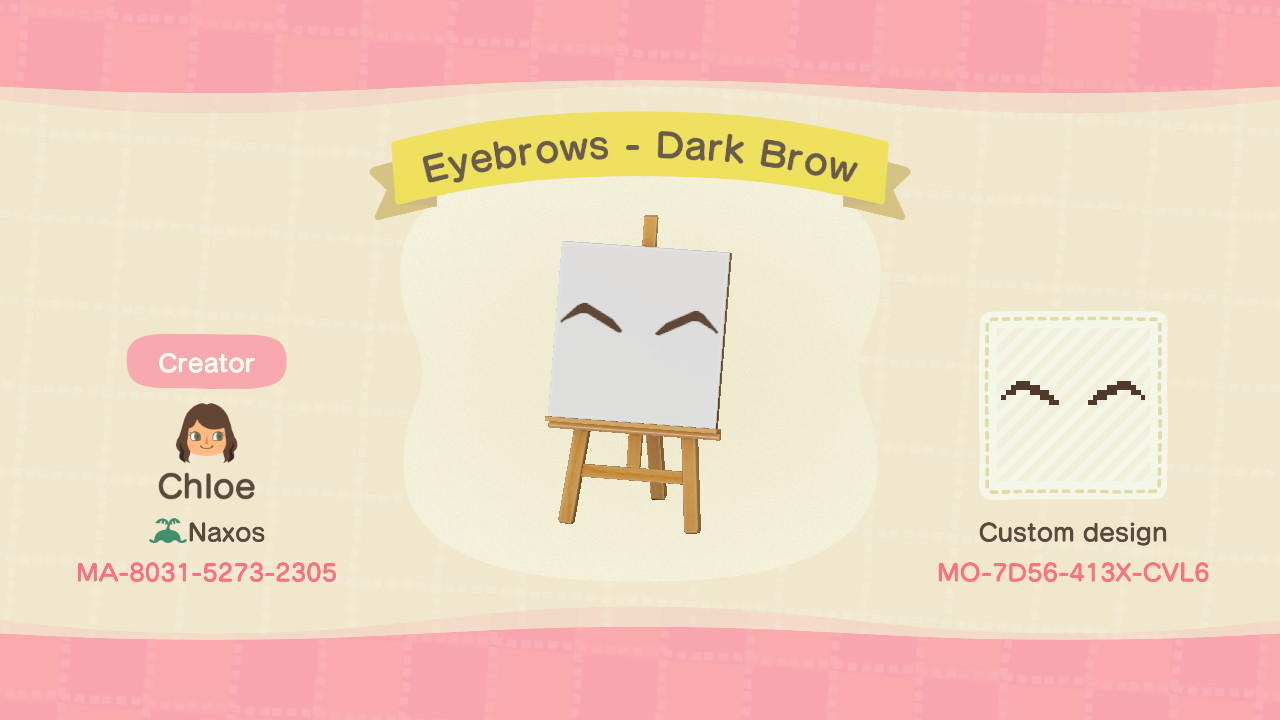 Eyebrows - Dark Brow
Creator
Chloe
Naxos
MA-8031-5273-2305
Custom design
MO-7D56-413X-CVL6